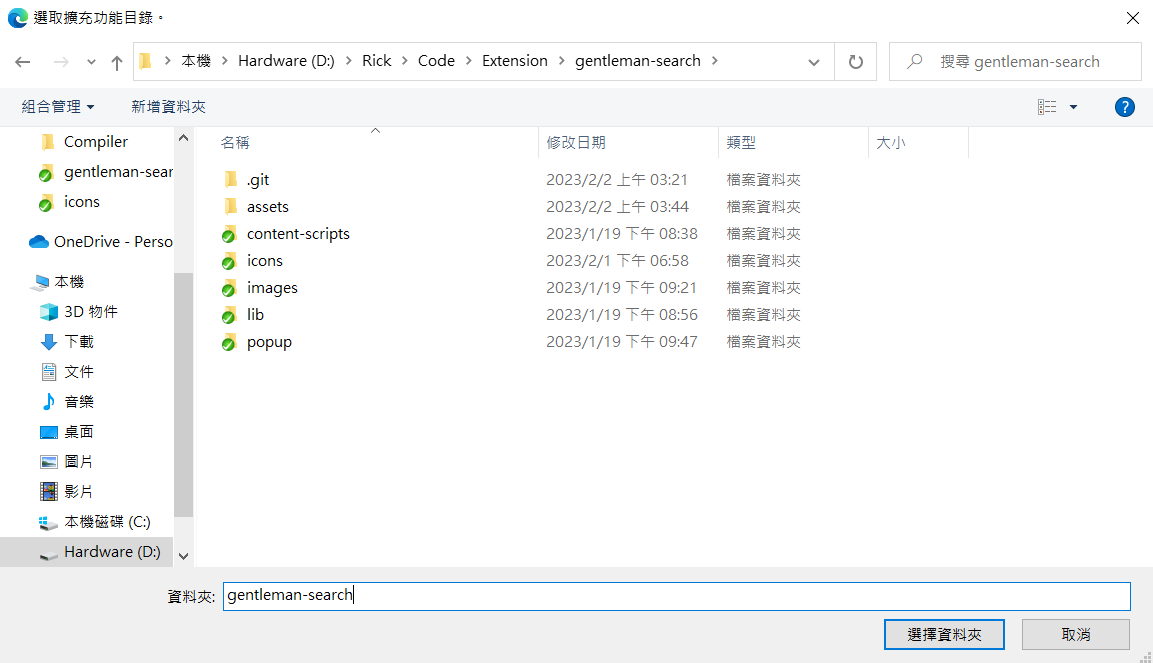 選取擴充功能目錄。
本機 Hardware (D:) Rick Code Extension gentleman-search
搜尋 gentleman-search
組合管理 新增資料夾
?
Compiler
gentleman-sear
icons
OneDrive - Perso
本機
3D 物件
下載
文件
音樂
桌面
圖片
影片
本機磁碟 (C:)
Hardware (D:)
名稱 修改日期 類型 大小
.git 2023/2/2 上午 03:21 檔案資料夾
assets 2023/2/2 上午 03:44 檔案資料夾
content-scripts 2023/1/19 下午 08:38 檔案資料夾
icons 2023/2/1 下午 06:58 檔案資料夾
images 2023/1/19 下午 09:21 檔案資料夾
lib 2023/1/19 下午 08:56 檔案資料夾
popup 2023/1/19 下午 09:47 檔案資料夾
資料夾: gentleman-search
選擇資料夾 取消